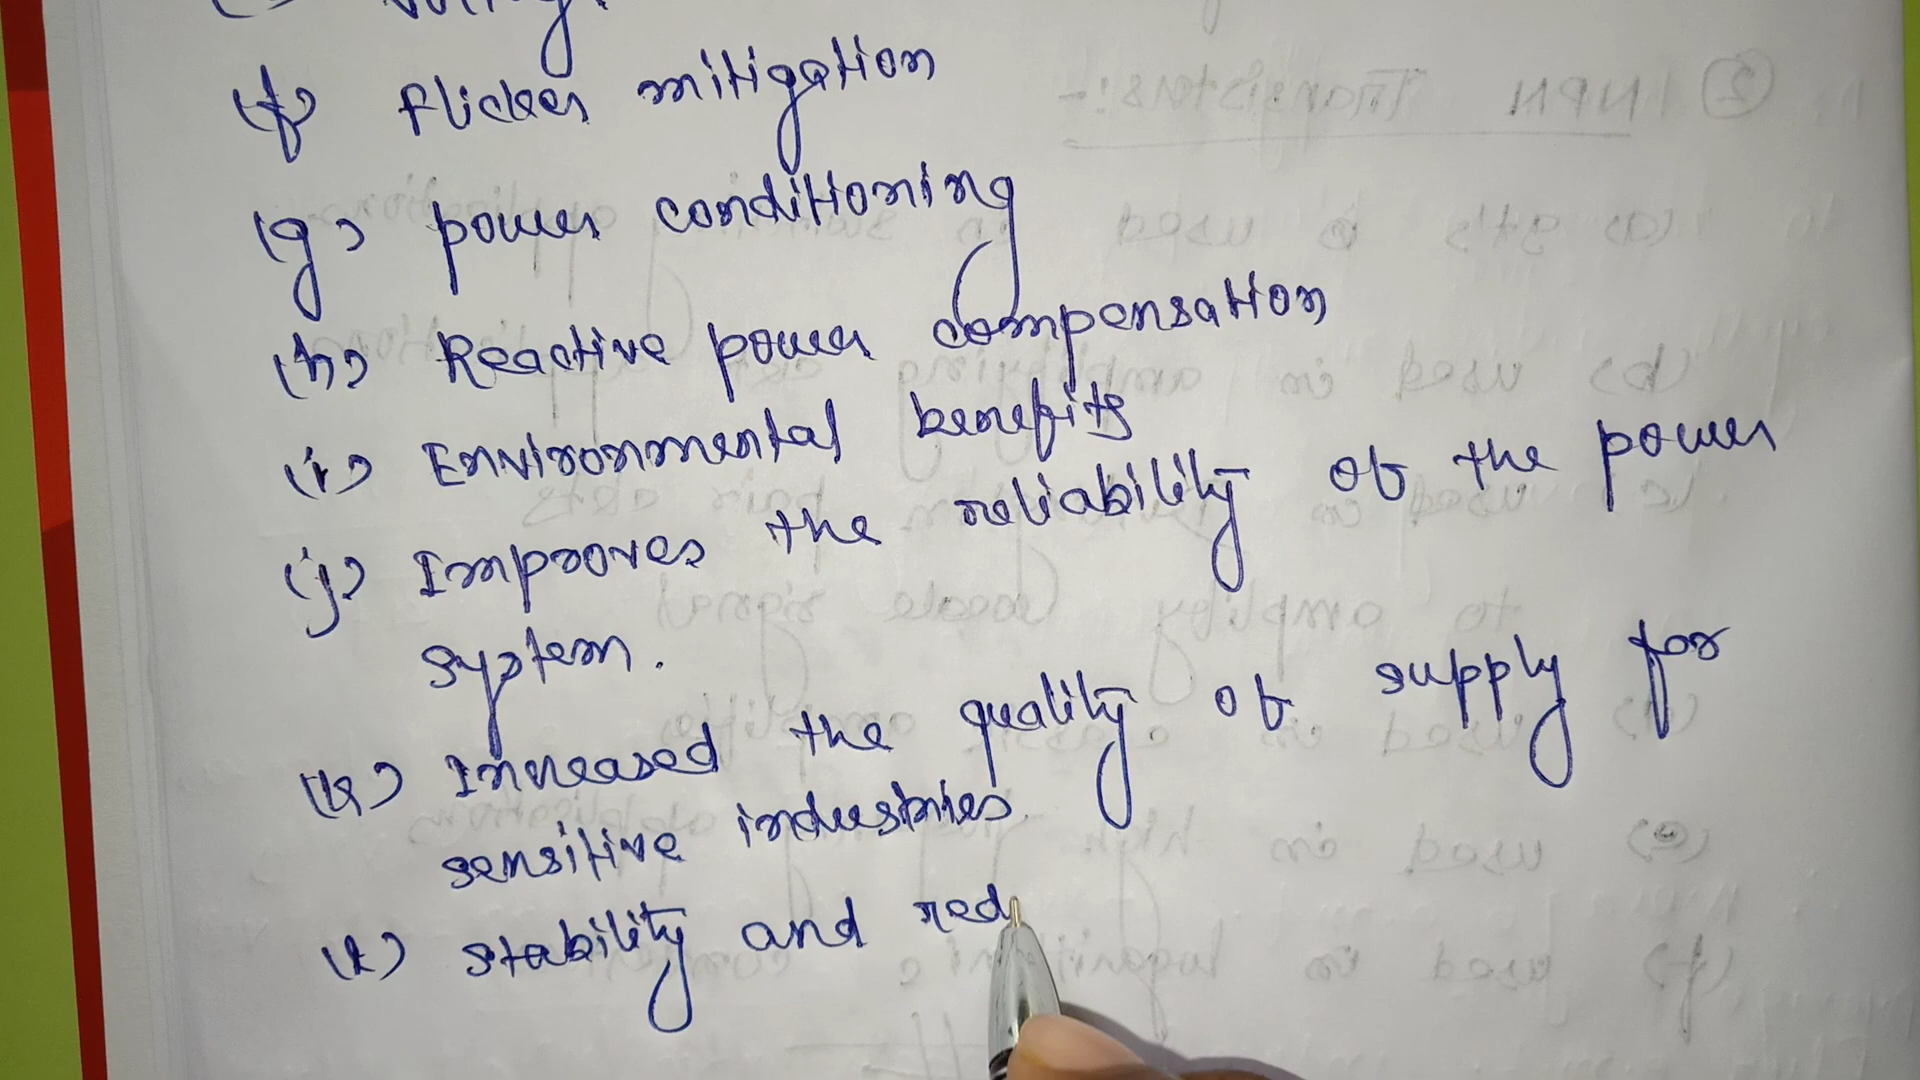 (f) flicker mitigation
(g) power conditioning
(h) Reactive power compensation
(i) Environmental benefits
(j) Improves the reliability of the power
system.
(k) Increased the quality of supply for
sensitive industries.
(l) stability and red